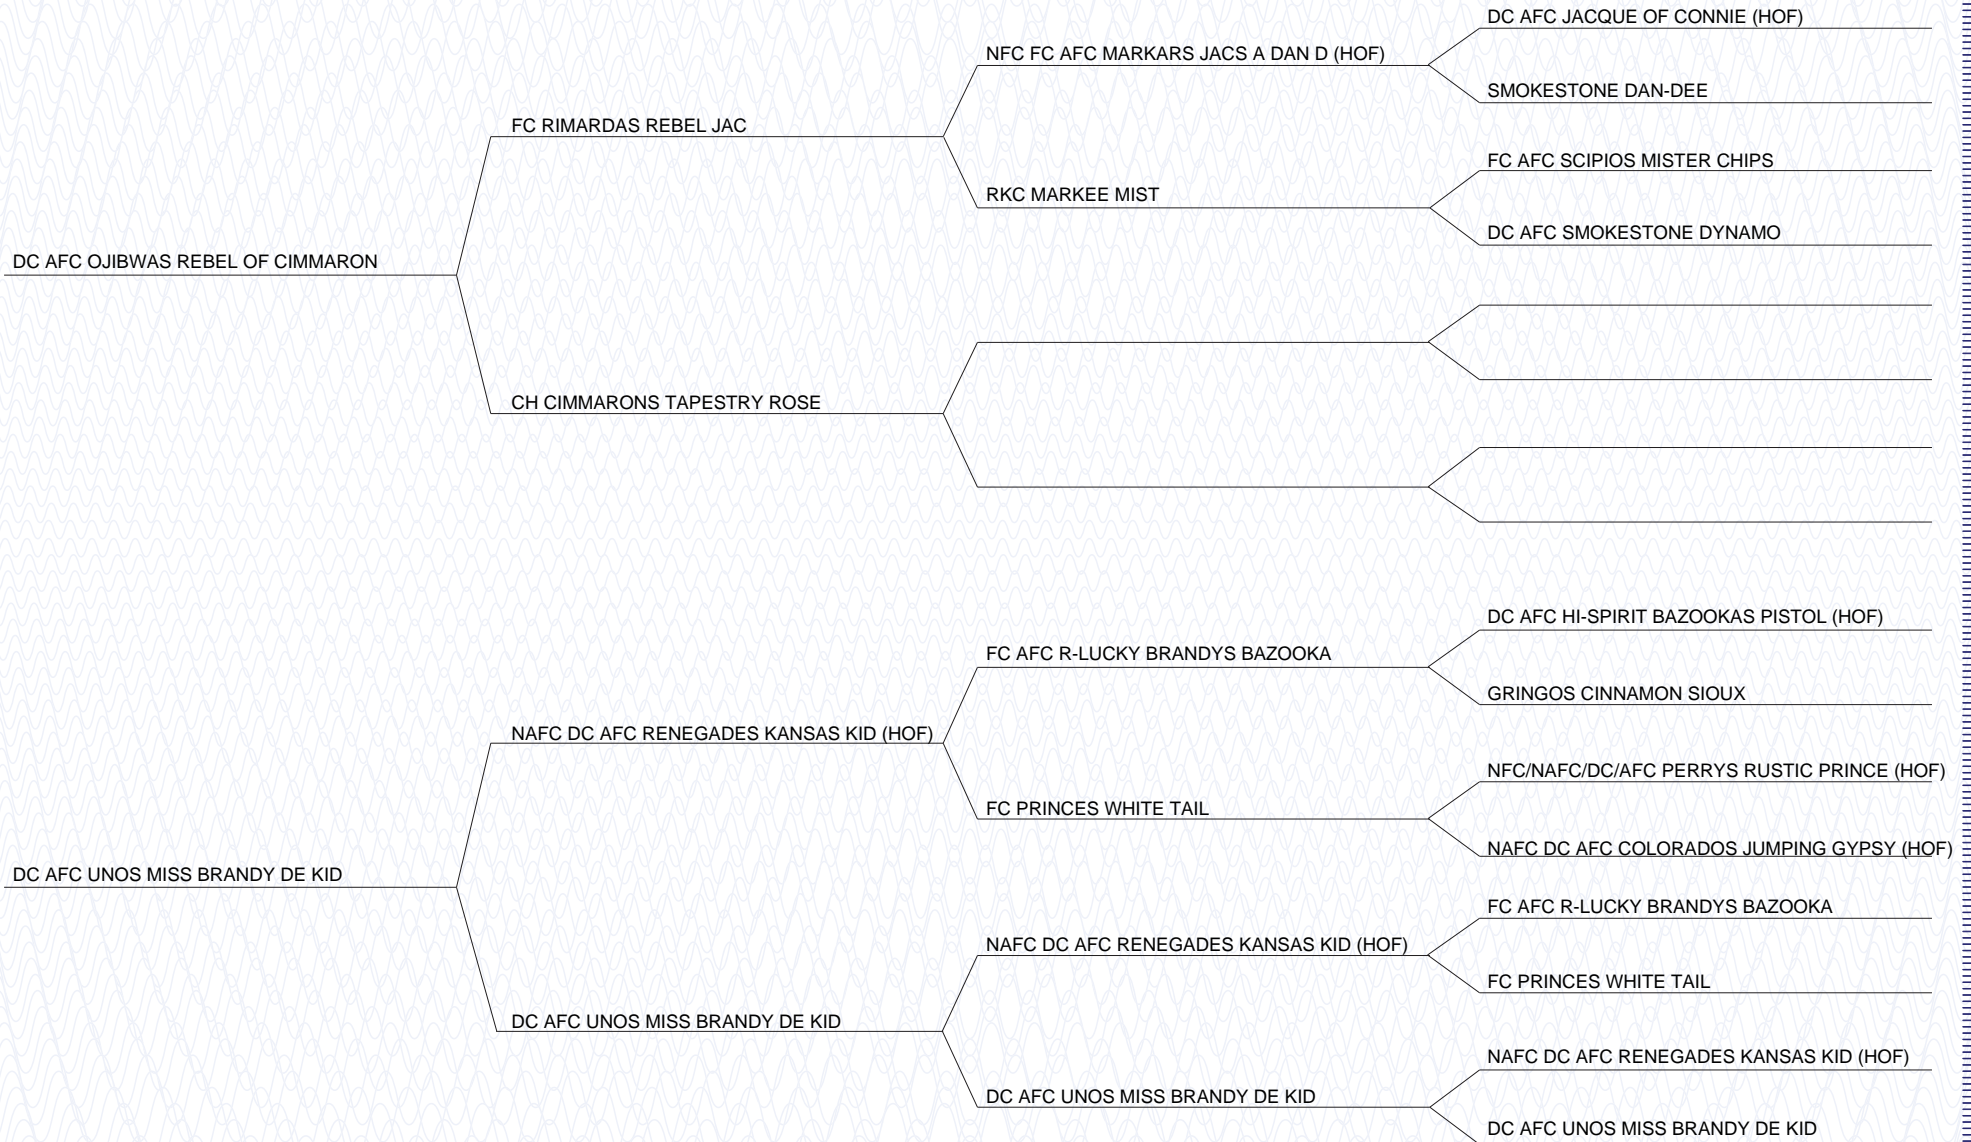 DC AFC JACQUE OF CONNIE (HOF)
NFC FC AFC MARKARS JACS A DAN D (HOF)
SMOKESTONE DAN-DEE
FC RIMARDAS REBEL JAC
FC AFC SCIPIOS MISTER CHIPS
RKC MARKEE MIST
DC AFC SMOKESTONE DYNAMO
DC AFC OJIBWAS REBEL OF CIMMARON
CH CIMMARONS TAPESTRY ROSE
DC AFC HI-SPIRIT BAZOOKAS PISTOL (HOF)
FC AFC R-LUCKY BRANDYS BAZOOKA
GRINGOS CINNAMON SIOUX
NAFC DC AFC RENEGADES KANSAS KID (HOF)
NFC/NAFC/DC/AFC PERRYS RUSTIC PRINCE (HOF)
FC PRINCES WHITE TAIL
NAFC DC AFC COLORADOS JUMPING GYPSY (HOF)
DC AFC UNOS MISS BRANDY DE KID
FC AFC R-LUCKY BRANDYS BAZOOKA
NAFC DC AFC RENEGADES KANSAS KID (HOF)
FC PRINCES WHITE TAIL
DC AFC UNOS MISS BRANDY DE KID
NAFC DC AFC RENEGADES KANSAS KID (HOF)
DC AFC UNOS MISS BRANDY DE KID
DC AFC UNOS MISS BRANDY DE KID